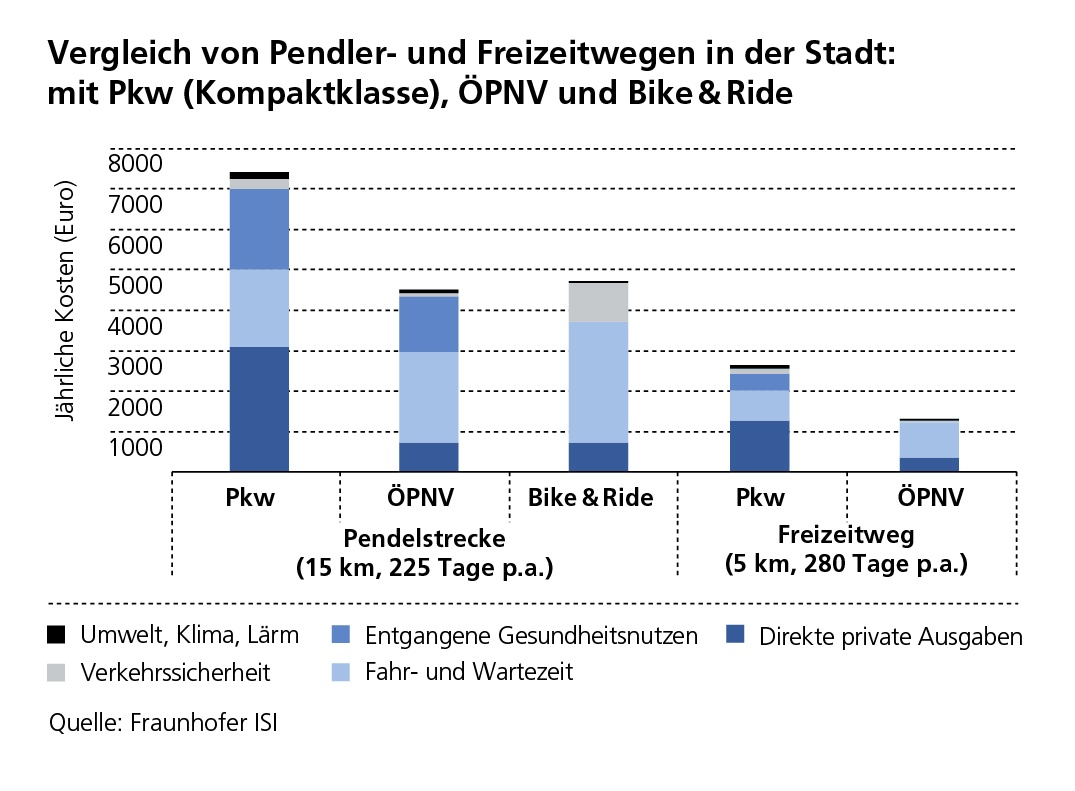 Vergleich von Pendler- und Freizeitwegen in der Stadt:
mit Pkw (Kompaktklasse), ÖPNV und Bike & Ride
Jährliche Kosten (Euro)
8000
7000
6000
5000
4000
3000
2000
1000
Pkw ÖPNV Bike & Ride Pkw ÖPNV
Pendelstrecke
(15 km, 225 Tage p.a.)
Freizeitweg
(5 km, 280 Tage p.a.)
Umwelt, Klima, Lärm Entgangene Gesundheitsnutzen Direkte private Ausgaben
Verkehrssicherheit Fahr- und Wartezeit
Quelle: Fraunhofer ISI